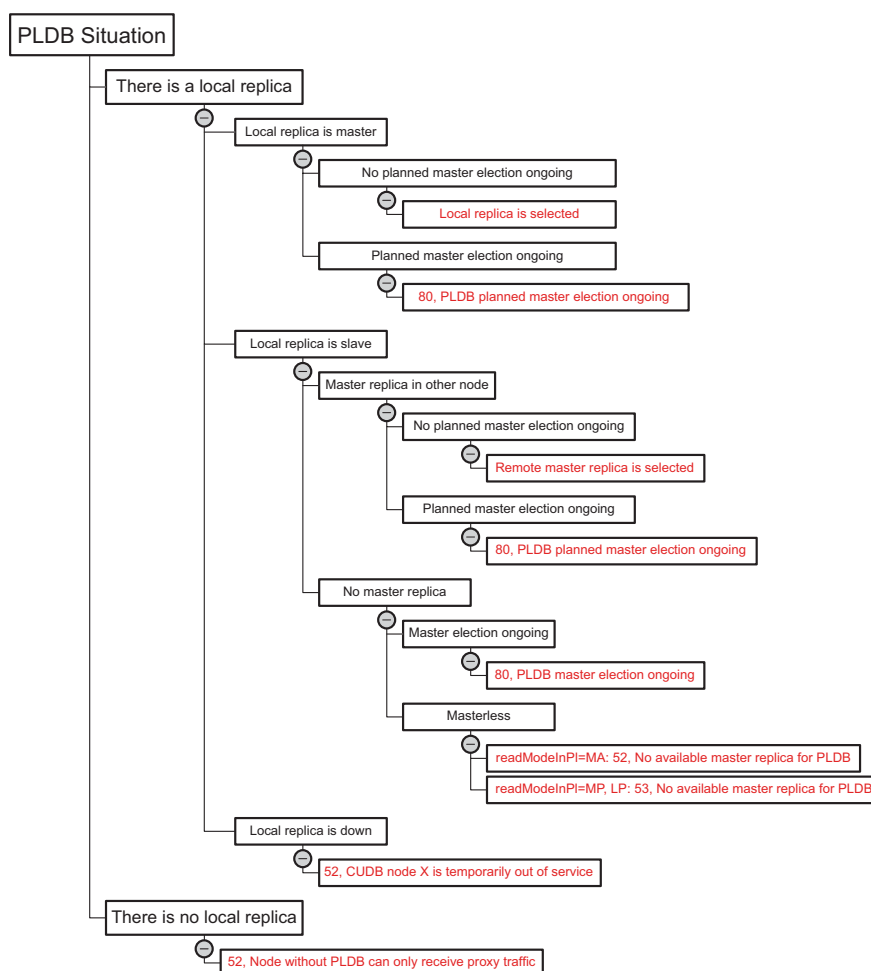 PLDB Situation
There is a local replica
Local replica is master
No planned master election ongoing
Local replica is selected
Planned master election ongoing
80, PLDB planned master election ongoing
Local replica is slave
Master replica in other node
No planned master election ongoing
Remote master replica is selected
Planned master election ongoing
80, PLDB planned master election ongoing
No master replica
Master election ongoing
80, PLDB master election ongoing
Masterless
readModeInPl=MA: 52, No available master replica for PLDB
readModeInPl=MP, LP: 53, No available master replica for PLDB
Local replica is down
52, CUDB node X is temporarily out of service
There is no local replica
52, Node without PLDB can only receive proxy traffic